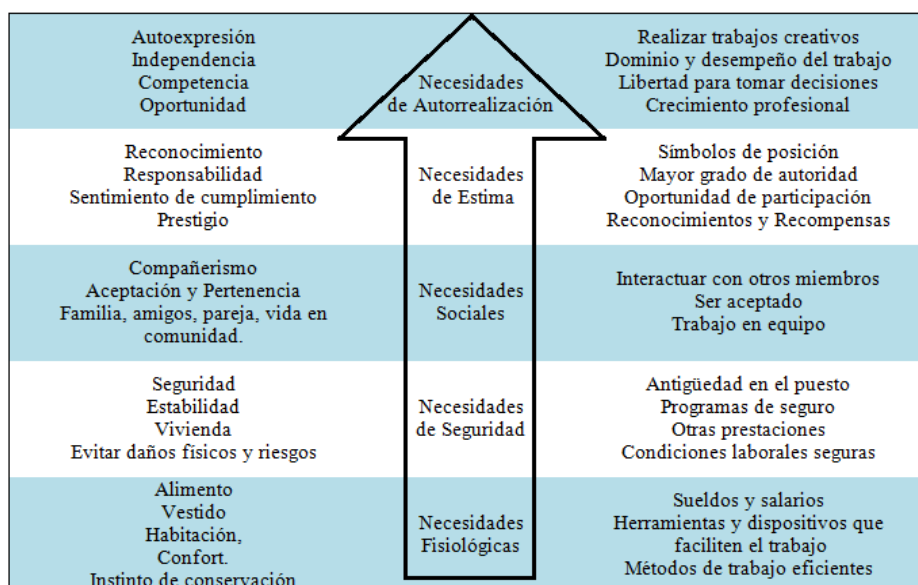 Autoexpresión
Independencia
Competencia
Oportunidad
Necesidades
de Autorrealización
Realizar trabajos creativos
Dominio y desempeño del trabajo
Libertad para tomar decisiones
Crecimiento profesional
Reconocimiento
Responsabilidad
Sentimiento de cumplimiento
Prestigio
Necesidades
de Estima
Símbolos de posición
Mayor grado de autoridad
Oportunidad de participación
Reconocimientos y Recompensas
Compañerismo
Aceptación y Pertenencia
Familia, amigos, pareja, vida en
comunidad.
Necesidades
Sociales
Interactuar con otros miembros
Ser aceptado
Trabajo en equipo
Seguridad
Estabilidad
Vivienda
Evitar daños físicos y riesgos
Necesidades
de Seguridad
Antigüedad en el puesto
Programas de seguro
Otras prestaciones
Condiciones laborales seguras
Alimento
Vestido
Habitación,
Confort.
Instinto de conservación
Necesidades
Fisiológicas
Sueldos y salarios
Herramientas y dispositivos que
faciliten el trabajo
Métodos de trabajo eficientes